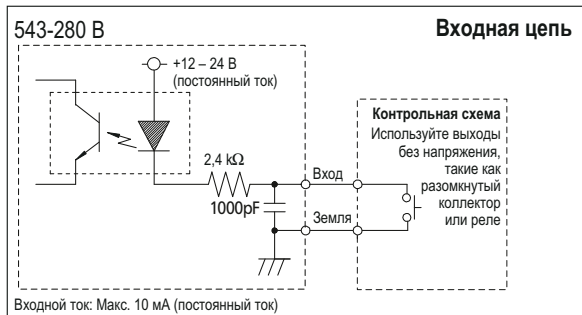 543-280 B
Входная цепь
+12 – 24 В
(постоянный ток)
2,4 kΩ
1000pF
Вход
Земля
Контрольная схема
Используйте выходы
без напряжения,
такие как
разомкнутый
коллектор
или реле
Входной ток: Макс. 10 мА (постоянный ток)